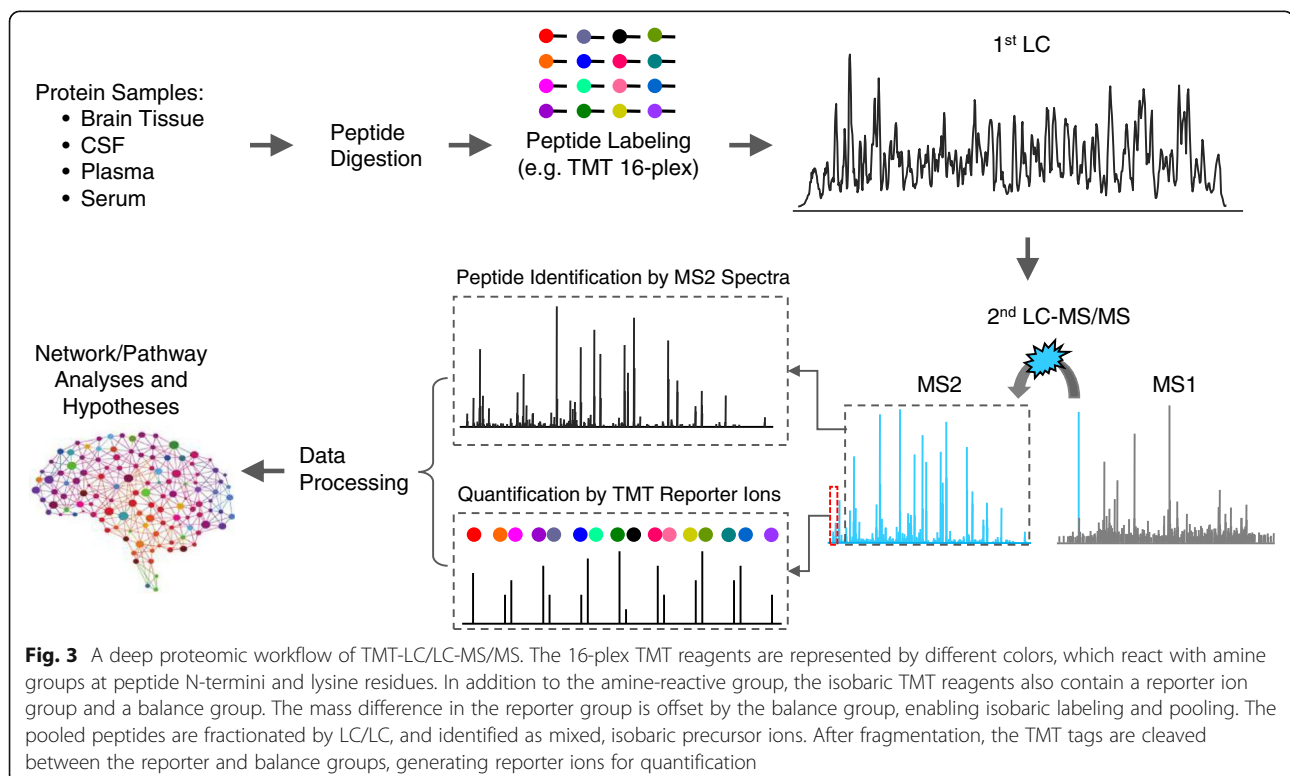 Protein Samples:
• Brain Tissue
• CSF
• Plasma
• Serum
Peptide
Digestion
Peptide Labeling
(e.g. TMT 16-plex)
1st LC
2nd LC-MS/MS
MS1
MS2
Peptide Identification by MS2 Spectra
Quantification by TMT Reporter Ions
Data
Processing
Network/Pathway
Analyses and
Hypotheses
Fig. 3 A deep proteomic workflow of TMT-LC/LC-MS/MS. The 16-plex TMT reagents are represented by different colors, which react with amine
groups at peptide N-termini and lysine residues. In addition to the amine-reactive group, the isobaric TMT reagents also contain a reporter ion
group and a balance group. The mass difference in the reporter group is offset by the balance group, enabling isobaric labeling and pooling. The
pooled peptides are fractionated by LC/LC, and identified as mixed, isobaric precursor ions. After fragmentation, the TMT tags are cleaved
between the reporter and balance groups, generating reporter ions for quantification